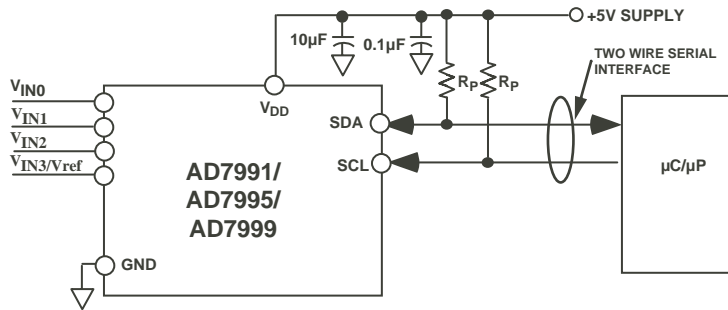 +5V SUPPLY
10µF
0.1µF
RP
RP
TWO WIRE SERIAL
INTERFACE
VIN0
VIN1
VIN2
VIN3/Vref
VDD
SDA
SCL
AD7991/
AD7995/
AD7999
µC/µP
GND